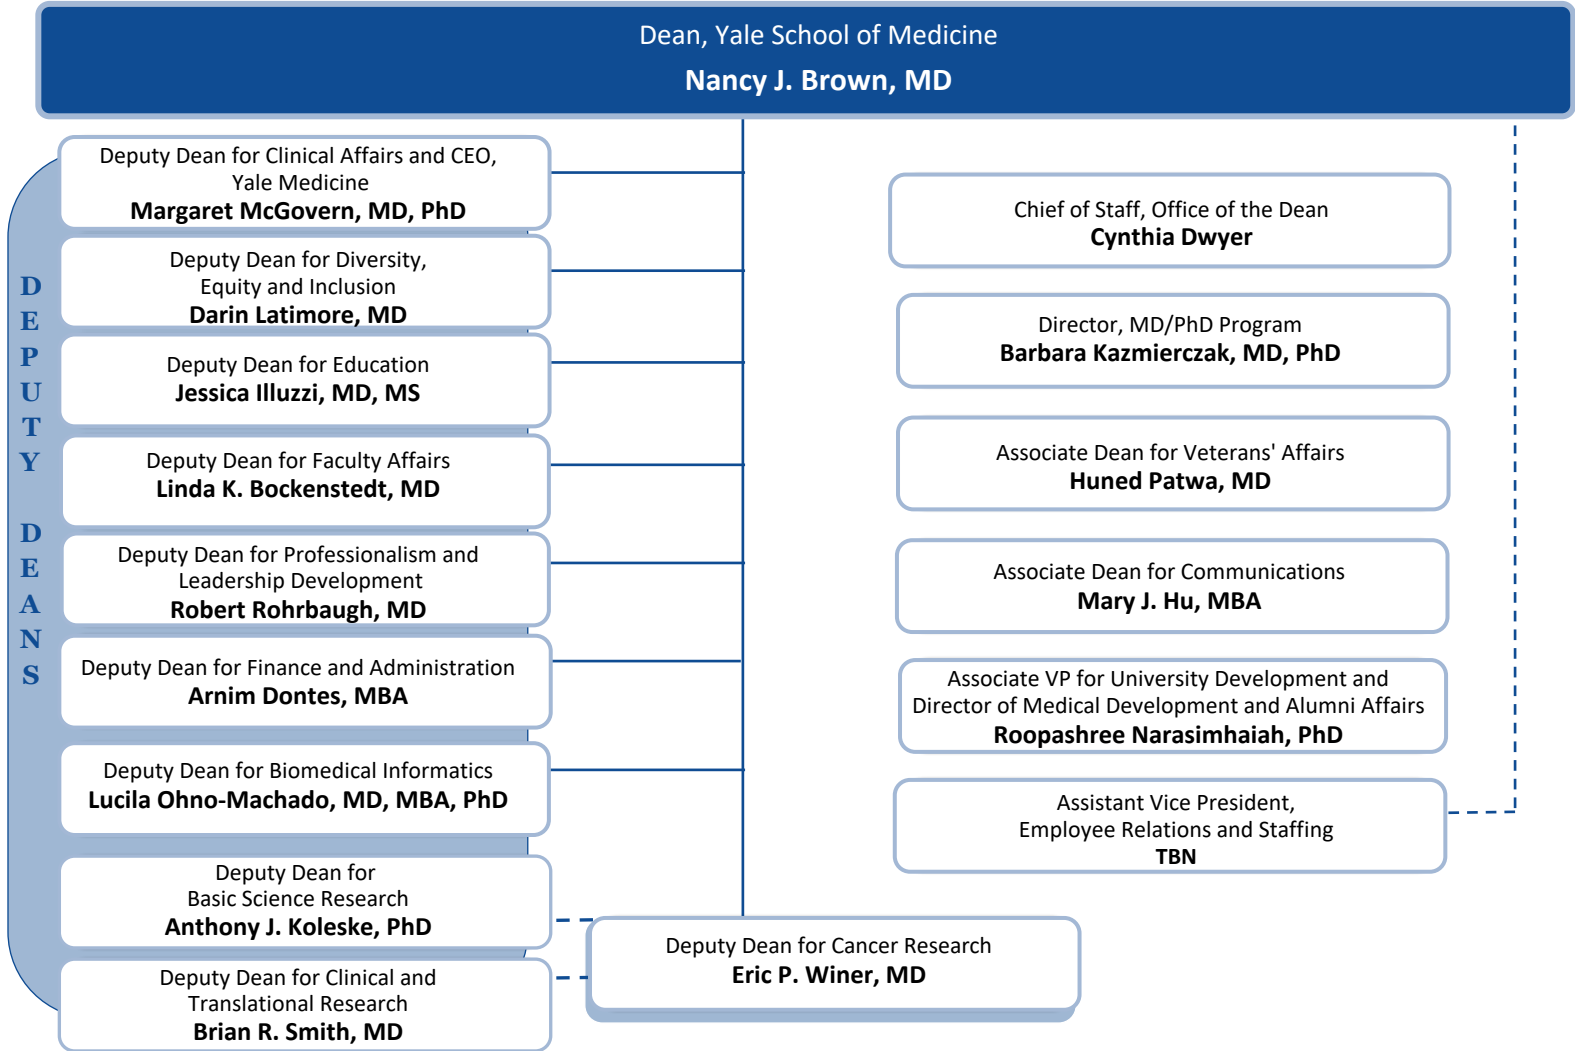 Dean, Yale School of Medicine
Nancy J. Brown, MD
DEPUTY DEANS
Deputy Dean for Clinical Affairs and CEO,
Yale Medicine
Margaret McGovern, MD, PhD
Deputy Dean for Diversity,
Equity and Inclusion
Darin Latimore, MD
Deputy Dean for Education
Jessica Illuzzi, MD, MS
Deputy Dean for Faculty Affairs
Linda K. Bockenstedt, MD
Deputy Dean for Professionalism and
Leadership Development
Robert Rohrbaugh, MD
Deputy Dean for Finance and Administration
Arnim Dontes, MBA
Deputy Dean for Biomedical Informatics
Lucila Ohno-Machado, MD, MBA, PhD
Deputy Dean for
Basic Science Research
Anthony J. Koleske, PhD
Deputy Dean for Clinical and
Translational Research
Brian R. Smith, MD
Deputy Dean for Cancer Research
Eric P. Winer, MD
Chief of Staff, Office of the Dean
Cynthia Dwyer
Director, MD/PhD Program
Barbara Kazmierczak, MD, PhD
Associate Dean for Veterans' Affairs
Huned Patwa, MD
Associate Dean for Communications
Mary J. Hu, MBA
Associate VP for University Development and
Director of Medical Development and Alumni Affairs
Roopashree Narasimhaiah, PhD
Assistant Vice President,
Employee Relations and Staffing
TBN